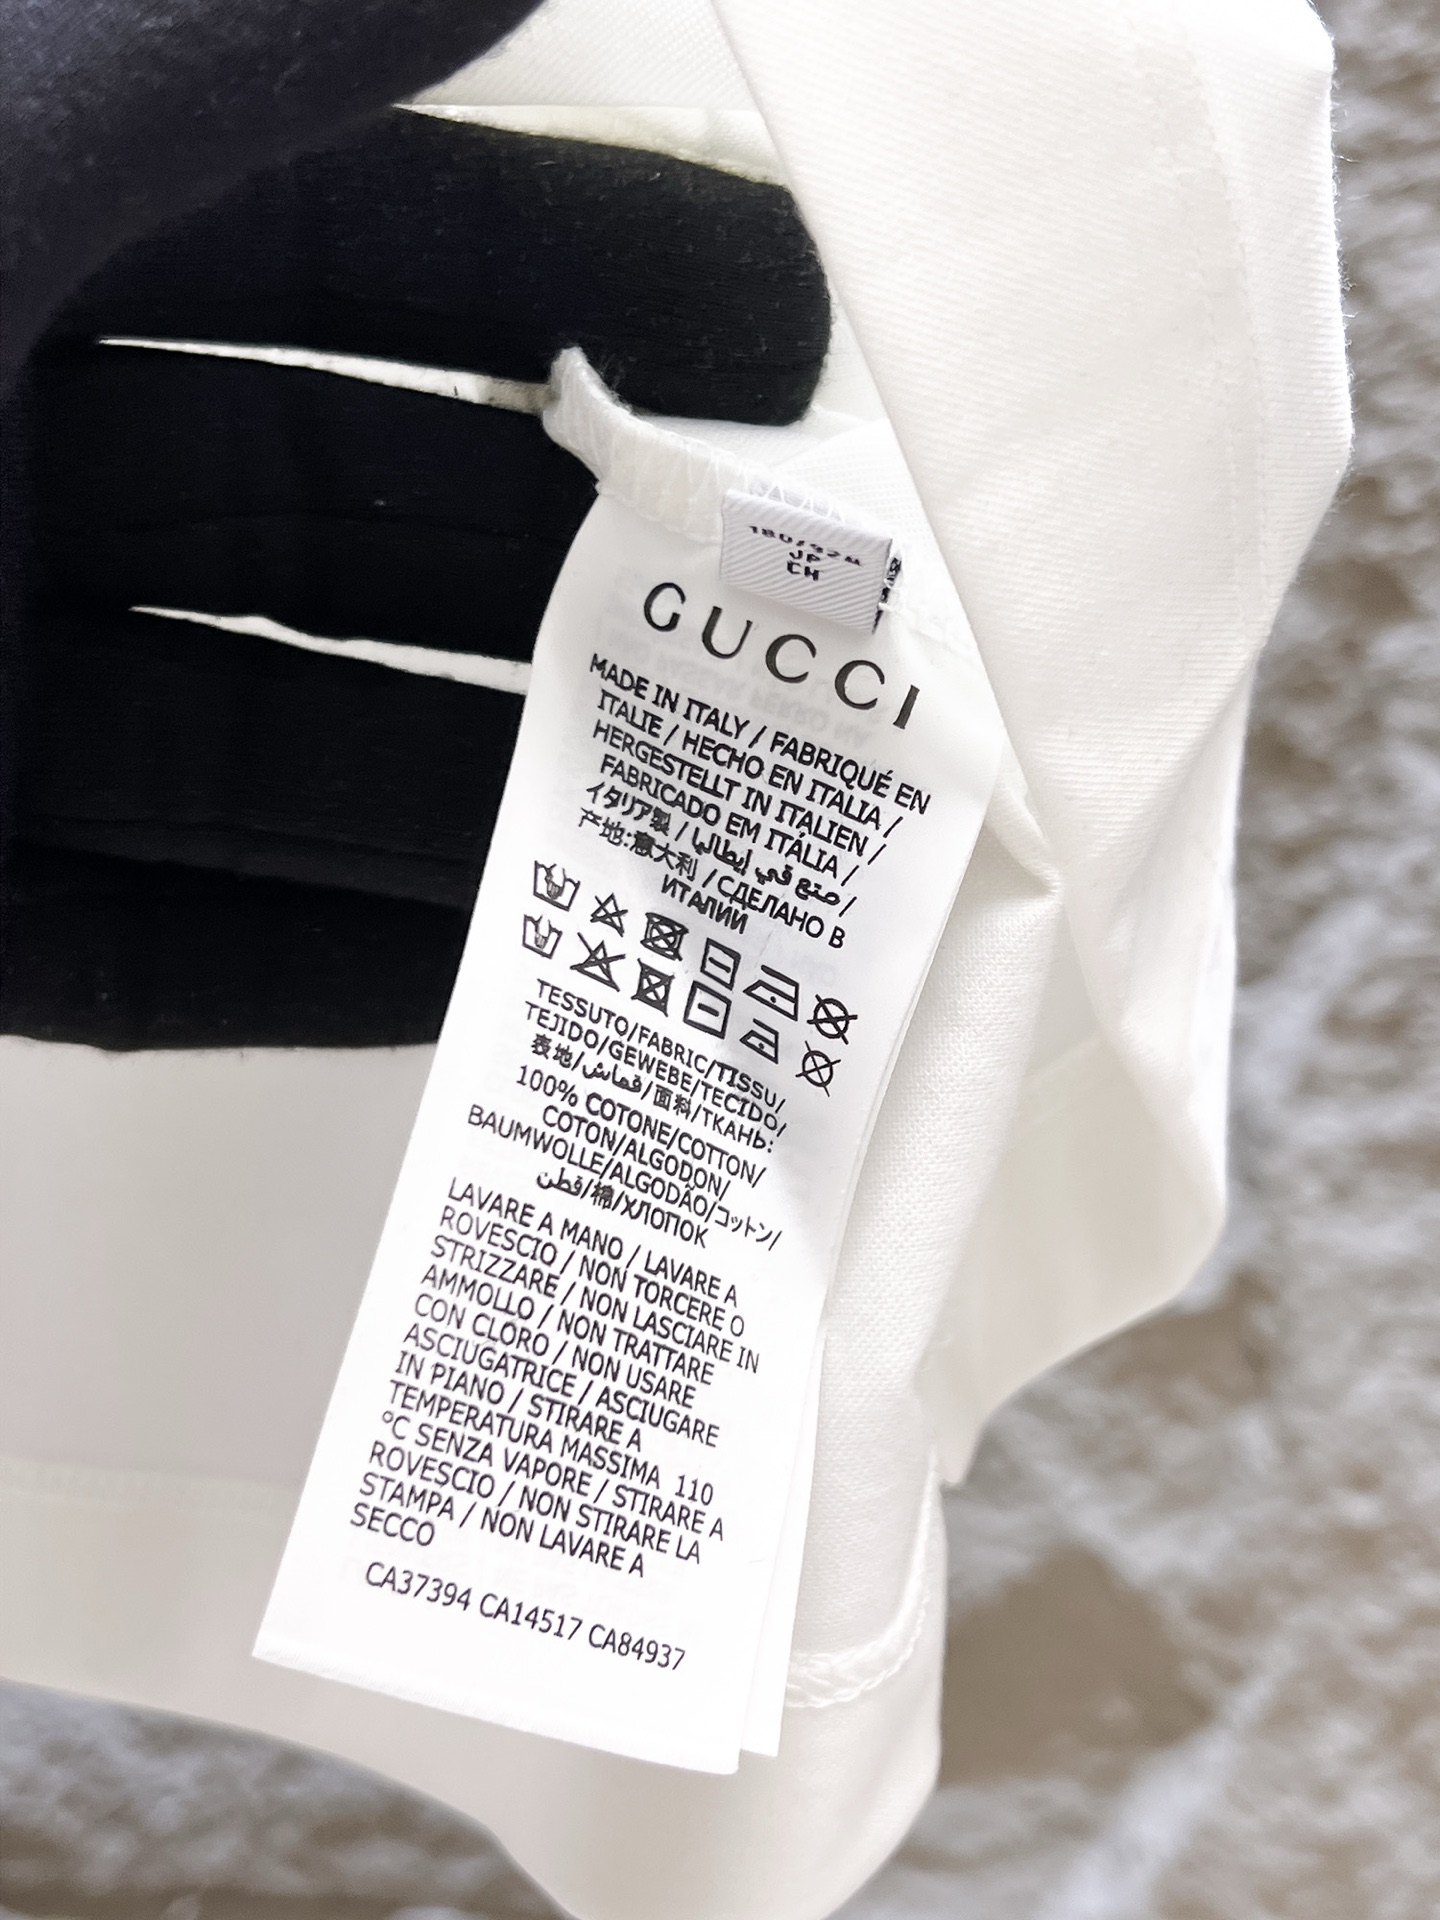 JP
CH
GUCCI
MADE IN ITALY / FABRIQUÉ EN
ITALIE / HECHO EN ITALIA /
HERGESTELLT IN ITALIEN /
FABRICADO EM ITÁLIA /
イタリア製 / صنع في إيطاليا /
产地:意大利 / СДЕЛАНО В
ИТАЛИИ
TESSUTO/FABRIC/TISSU/
TEJIDO/GEWEBE/TECIDO/
表地/قماش/面料/ТКАНЬ:
100% COTONE/COTTON/
COTON/ALGODON/
BAUMWOLLE/ALGODÃO/コットン/
قطن/棉/ХЛОПОК
LAVARE A MANO / LAVARE A
ROVESCIO / NON TORCERE O
STRIZZARE / NON LASCIARE IN
AMMOLLO / NON TRATTARE
CON CLORO / NON USARE
ASCIUGATRICE / ASCIUGARE
IN PIANO / STIRARE A
TEMPERATURA MASSIMA 110
°C SENZA VAPORE / STIRARE A
ROVESCIO / NON STIRARE LA
STAMPA / NON LAVARE A
SECCO
CA37394 CA14517 CA84937